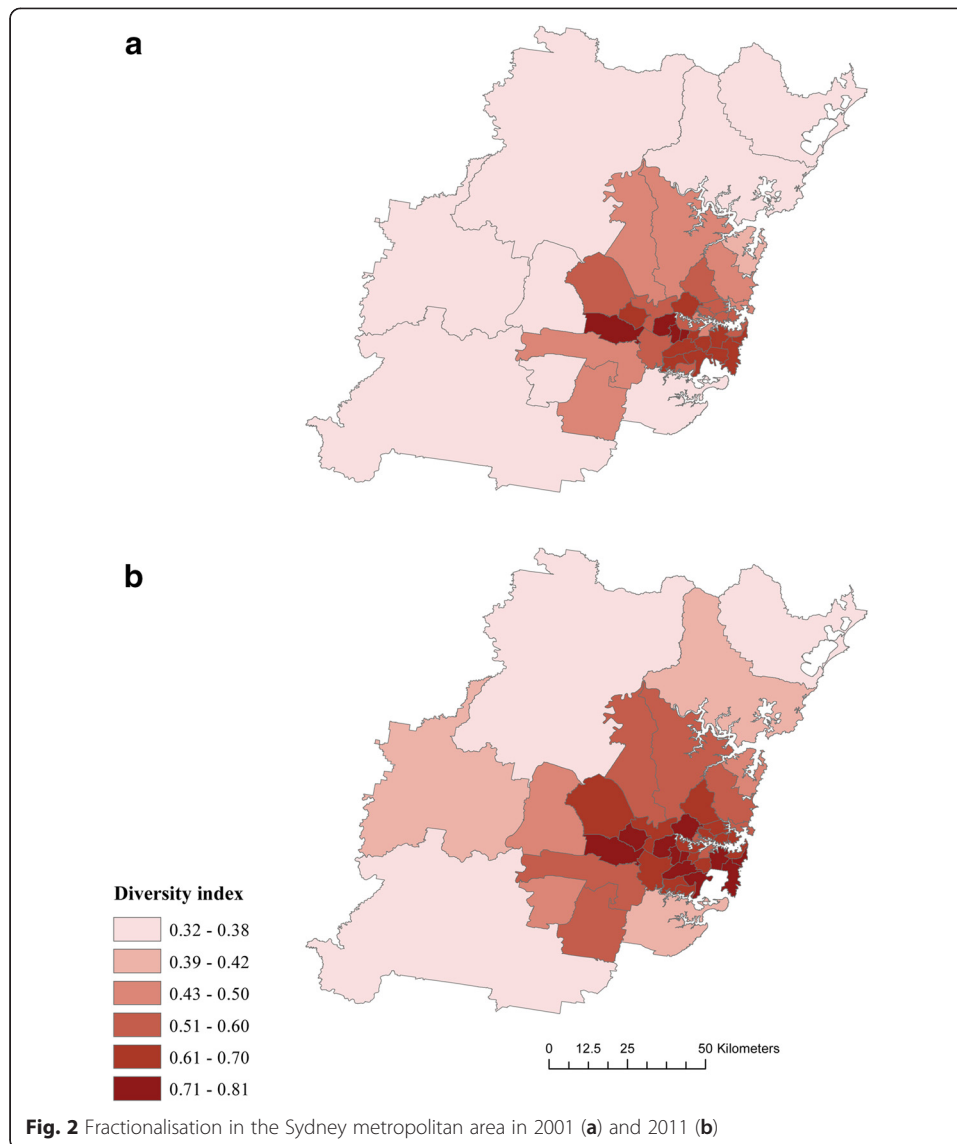 a
b
Diversity index
0.32 - 0.38
0.39 - 0.42
0.43 - 0.50
0.51 - 0.60
0.61 - 0.70
0.71 - 0.81
0 12.5 25 50 Kilometers
Fig. 2 Fractionalisation in the Sydney metropolitan area in 2001 (a) and 2011 (b)